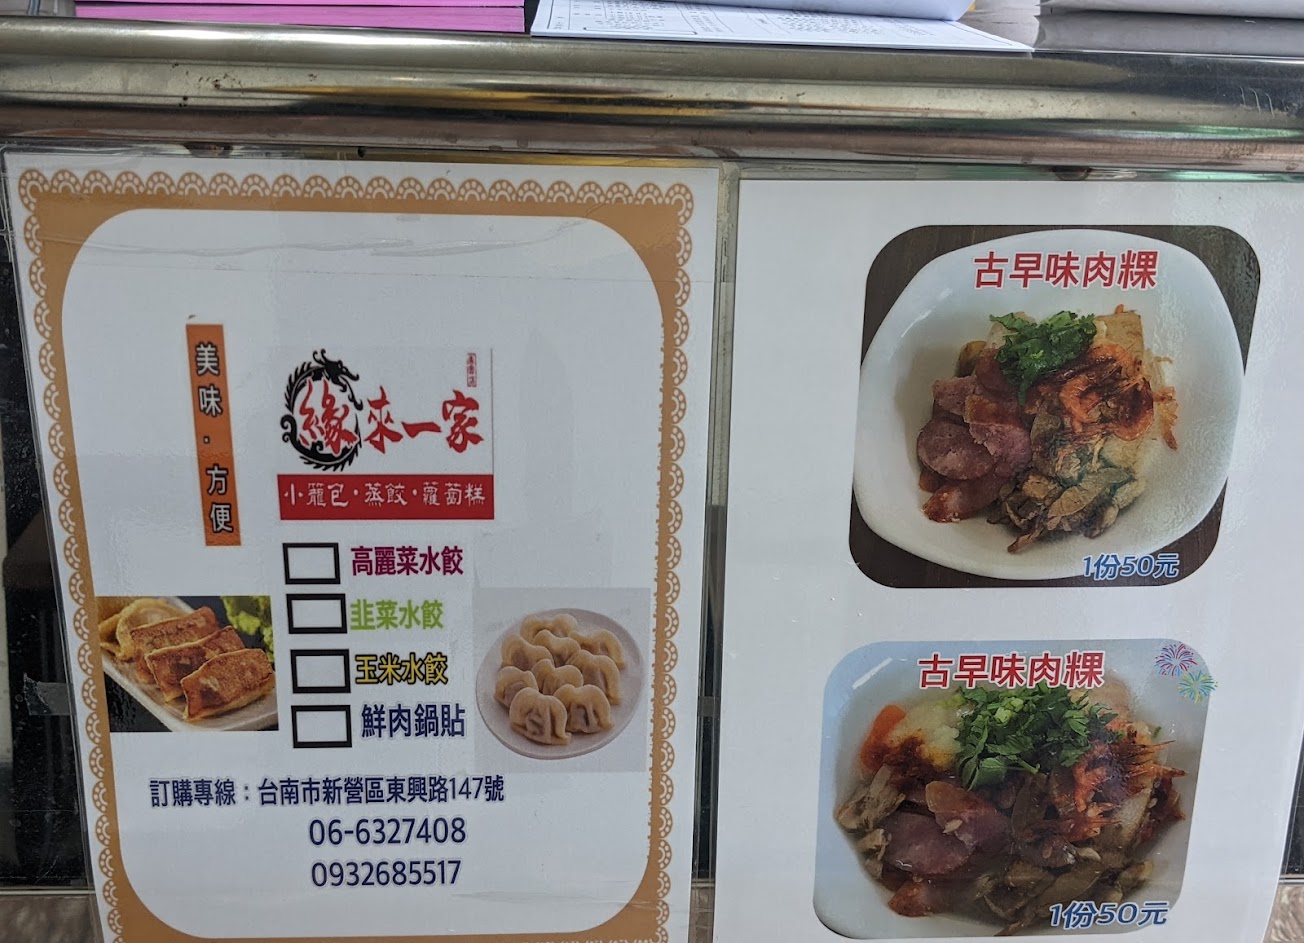 美味·方便
緣來一家
小籠包·蒸餃·蘿蔔糕
高麗菜水餃
韭菜水餃
玉米水餃
鮮肉鍋貼
訂購專線：台南市新營區東興路147號
06-6327408
0932685517
古早味肉粿
1份50元
古早味肉粿
1份50元